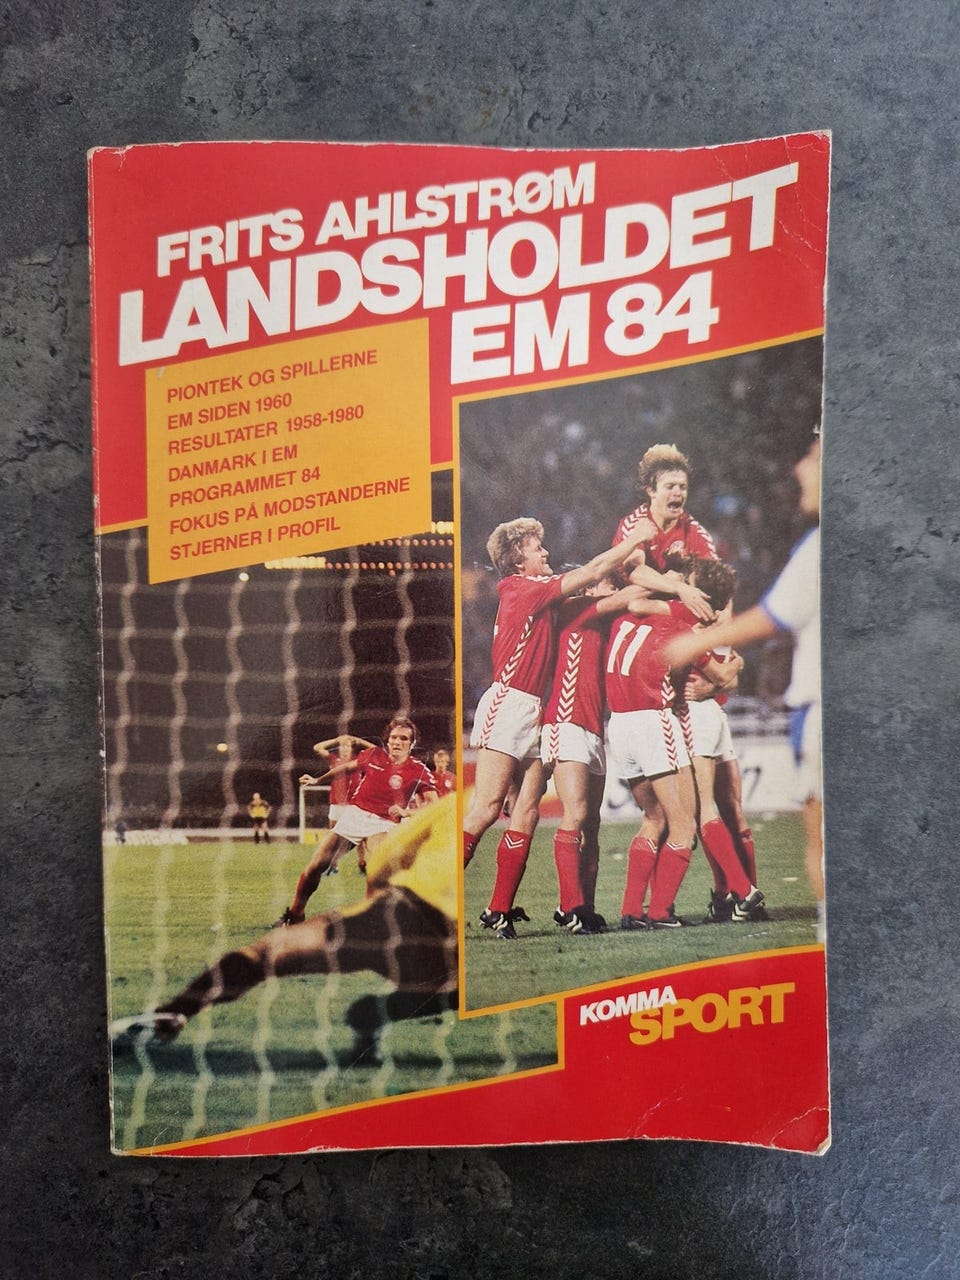 FRITS AHLSTRØM
LANDSHOLDET
EM 84
PIONTEK OG SPILLERNE
EM SIDEN 1960
RESULTATER 1958-1980
DANMARK I EM
PROGRAMMET 84
FOKUS PÅ MODSTANDERNE
STJERNER I PROFIL
11
KOMMA
SPORT